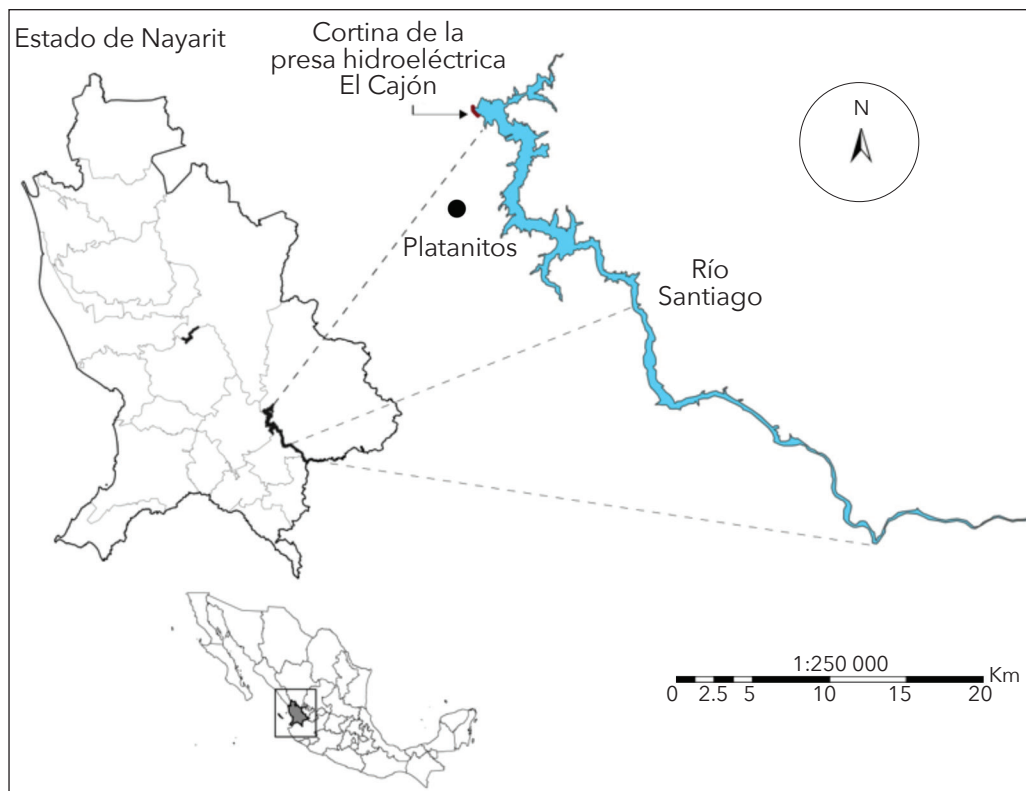 Estado de Nayarit
Cortina de la
presa hidroeléctrica
El Cajón
N
Platanitos
Río
Santiago
1:250 000
Km
0 2.5 5 10 15 20